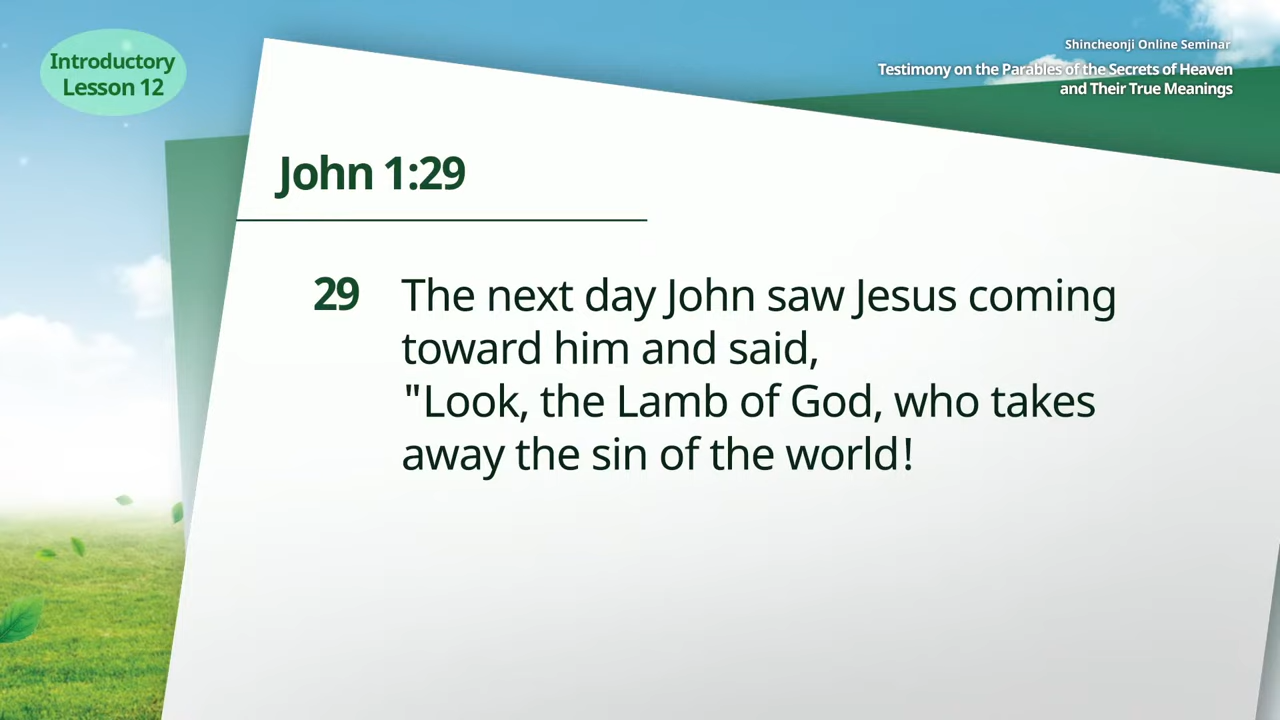 Introductory
Lesson 12
Shincheonji Online Seminar
Testimony on the Parables of the Secrets of Heaven
and Their True Meanings
John 1:29
29 The next day John saw Jesus coming
toward him and said,
"Look, the Lamb of God, who takes
away the sin of the world!